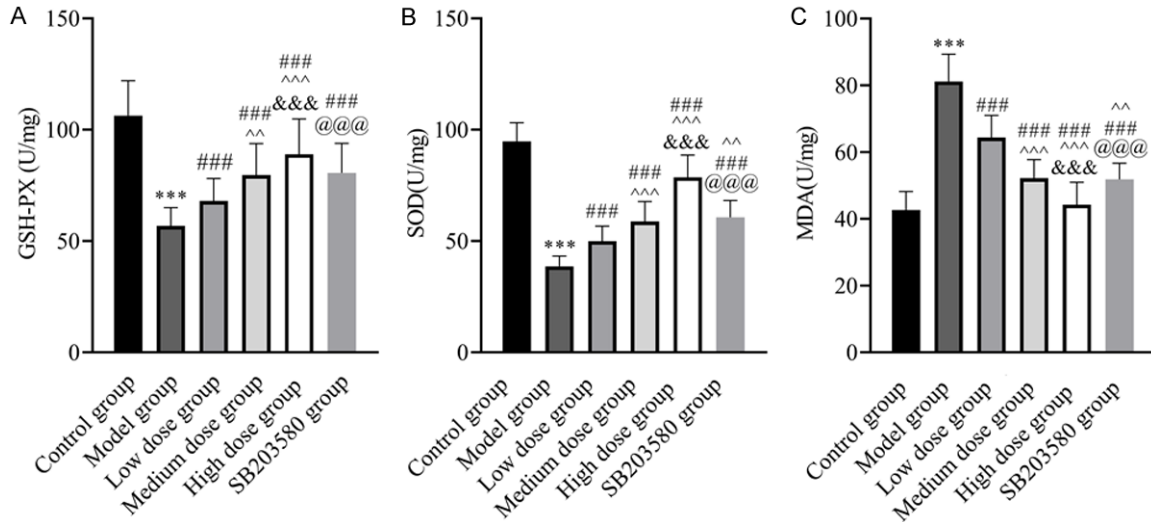 A
GSH-PX (U/mg)
150
100
50
0
***
###
###
^^
###
^^^
&&&
###
@@@
Control group
Model group
Low dose group
Medium dose group
High dose group
SB203580 group
B
SOD(U/mg)
150
100
50
0
***
###
###
^^^
###
^^^
&&&
^^
###
@@@
Control group
Model group
Low dose group
Medium dose group
High dose group
SB203580 group
C
MDA(U/mg)
100
80
60
40
20
0
***
###
###
^^^
###
^^^
&&&
^^
###
@@@
Control group
Model group
Low dose group
Medium dose group
High dose group
SB203580 group